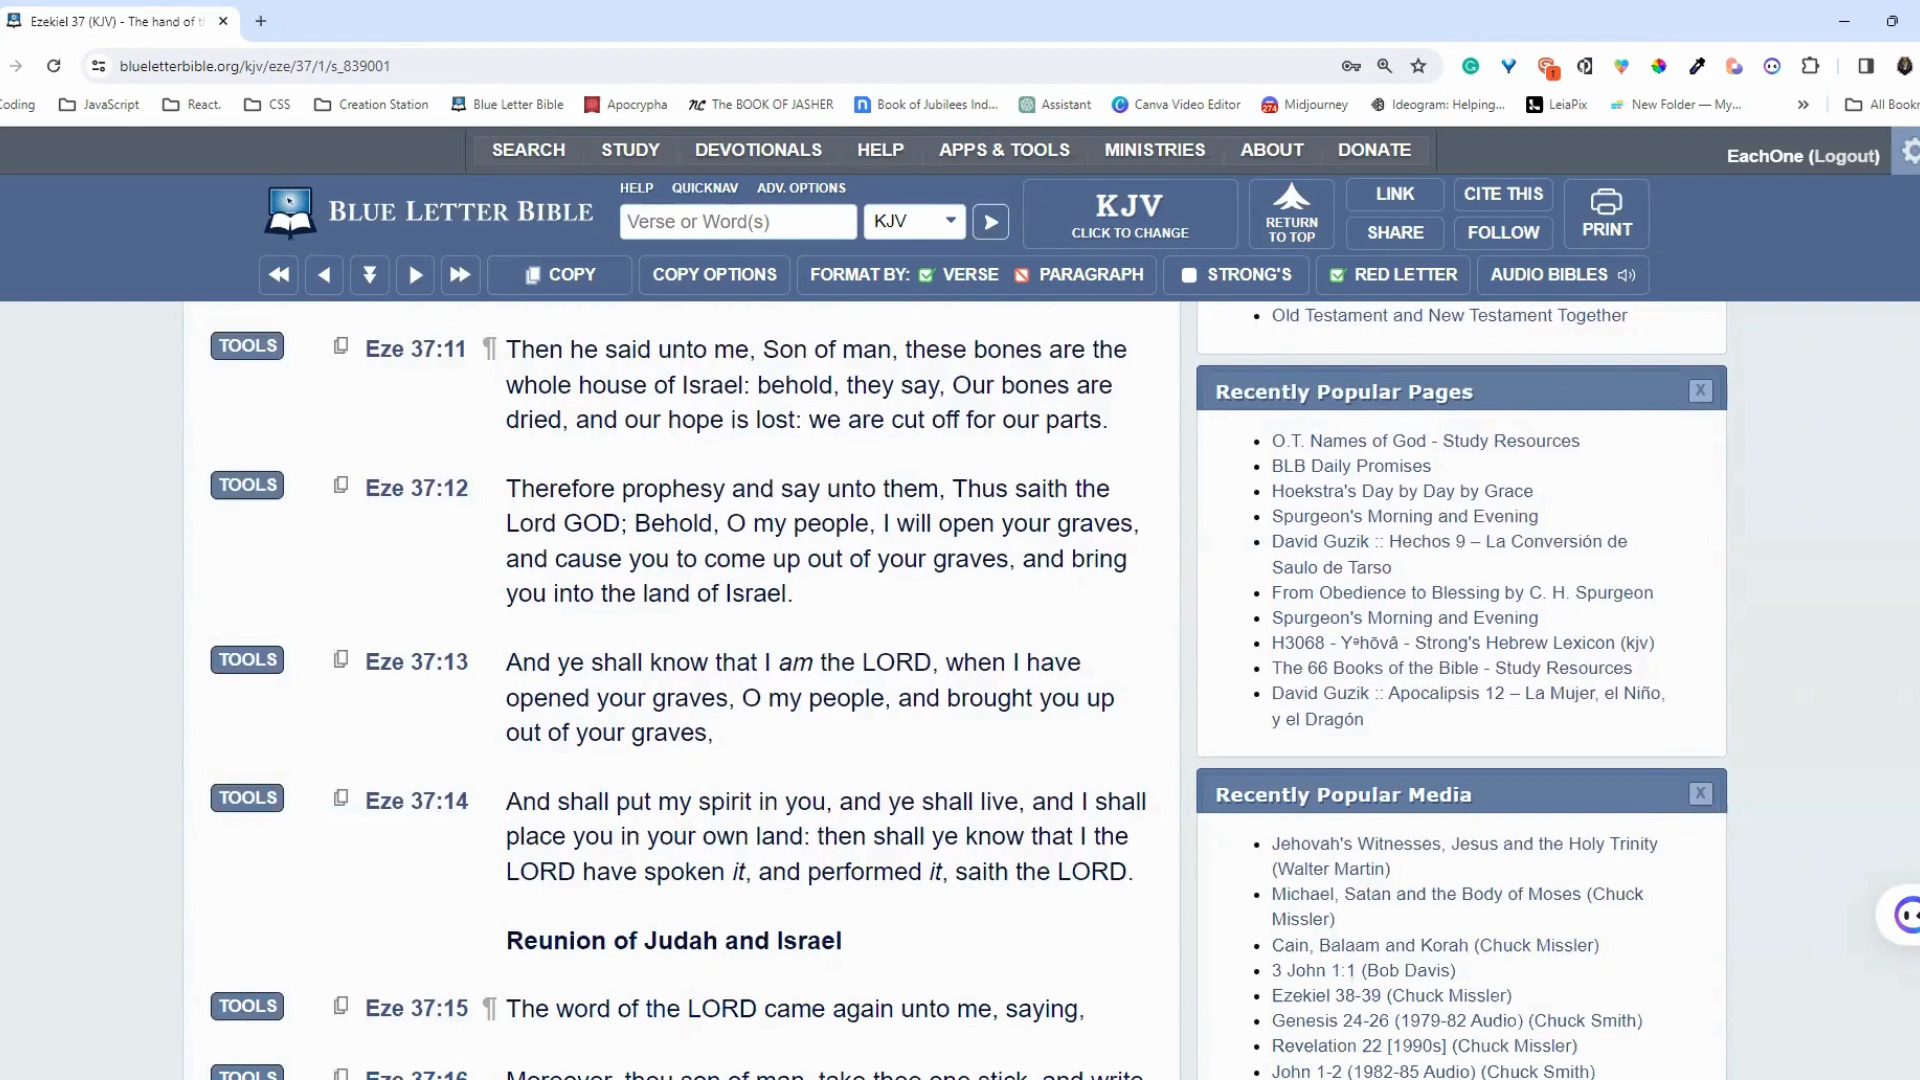 Ezekiel 37 (KJV) - The hand of t
blueletterbible.org/kjv/eze/37/1/s_839001
1
Coding
JavaScript
React.
CSS
Creation Station
Blue Letter Bible
Apocrypha
The BOOK OF JASHER
Book of Jubilees Ind...
Assistant
Canva Video Editor
274 Midjourney
Ideogram: Helping...
LeiaPix
New Folder — My...
All Bookr
SEARCH STUDY DEVOTIONALS HELP APPS & TOOLS MINISTRIES ABOUT DONATE
EachOne (Logout)
BLUE LETTER BIBLE
HELP QUICKNAV ADV. OPTIONS
Verse or Word(s) KJV
KJV
CLICK TO CHANGE
RETURN
TO TOP
LINK CITE THIS
SHARE FOLLOW
PRINT
COPY COPY OPTIONS FORMAT BY: VERSE PARAGRAPH STRONG'S RED LETTER AUDIO BIBLES
TOOLS Eze 37:11 ¶ Then he said unto me, Son of man, these bones are the
whole house of Israel: behold, they say, Our bones are
dried, and our hope is lost: we are cut off for our parts.
TOOLS Eze 37:12 Therefore prophesy and say unto them, Thus saith the
Lord GOD; Behold, O my people, I will open your graves,
and cause you to come up out of your graves, and bring
you into the land of Israel.
TOOLS Eze 37:13 And ye shall know that I am the LORD, when I have
opened your graves, O my people, and brought you up
out of your graves,
TOOLS Eze 37:14 And shall put my spirit in you, and ye shall live, and I shall
place you in your own land: then shall ye know that I the
LORD have spoken it, and performed it, saith the LORD.
Reunion of Judah and Israel
TOOLS Eze 37:15 ¶ The word of the LORD came again unto me, saying,
TOOLS Eze 37:16 Moreover, thou son of man, take thee one stick, and write
Old Testament and New Testament Together
Recently Popular Pages X
O.T. Names of God - Study Resources
BLB Daily Promises
Hoekstra's Day by Day by Grace
Spurgeon's Morning and Evening
David Guzik :: Hechos 9 – La Conversión de
Saulo de Tarso
From Obedience to Blessing by C. H. Spurgeon
Spurgeon's Morning and Evening
H3068 - Yᵊhōvâ - Strong's Hebrew Lexicon (kjv)
The 66 Books of the Bible - Study Resources
David Guzik :: Apocalipsis 12 – La Mujer, el Niño,
y el Dragón
Recently Popular Media X
Jehovah's Witnesses, Jesus and the Holy Trinity
(Walter Martin)
Michael, Satan and the Body of Moses (Chuck
Missler)
Cain, Balaam and Korah (Chuck Missler)
3 John 1:1 (Bob Davis)
Ezekiel 38-39 (Chuck Missler)
Genesis 24-26 (1979-82 Audio) (Chuck Smith)
Revelation 22 [1990s] (Chuck Missler)
John 1-2 (1982-85 Audio) (Chuck Smith)